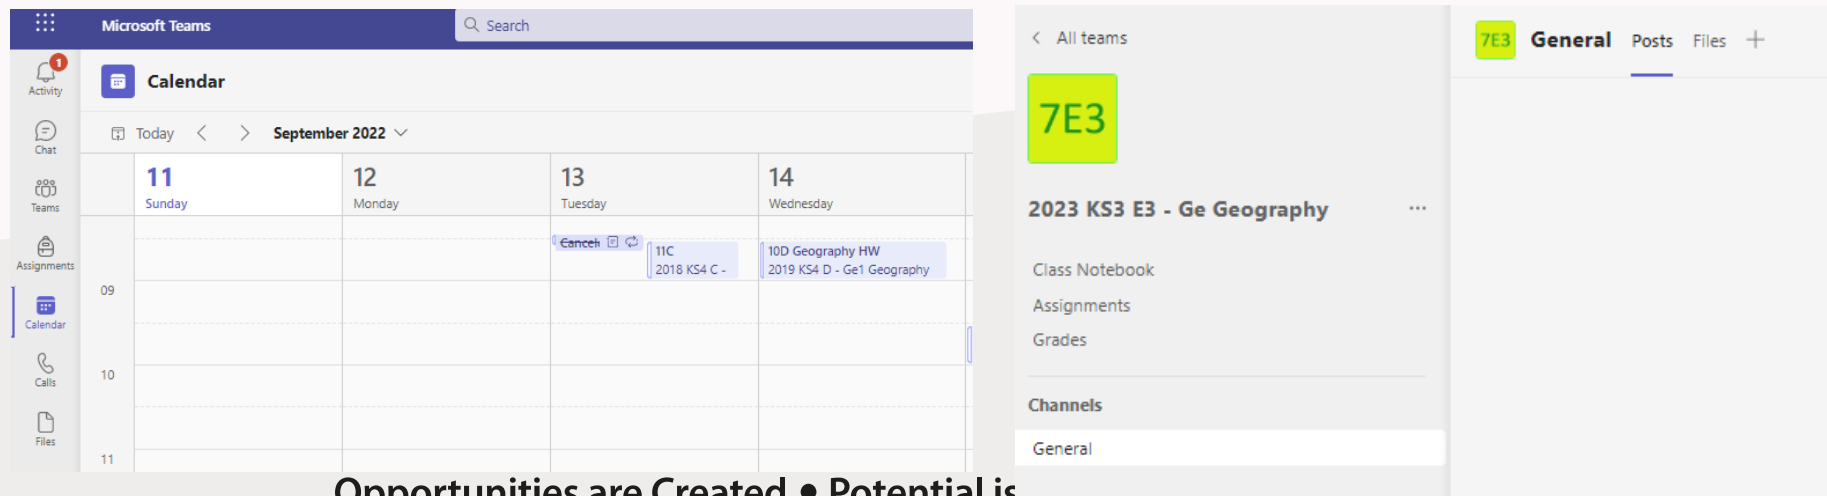 Microsoft Teams
Search
1
Activity
Chat
Teams
Assignments
Calendar
Calls
Files
Calendar
Today
September 2022
11
Sunday
12
Monday
13
Tuesday
14
Wednesday
Cancel
11C
2018 KS4 C -
10D Geography HW
2019 KS4 D - Ge1 Geography
09
10
11
All teams
7E3
2023 KS3 E3 - Ge Geography
...
Class Notebook
Assignments
Grades
Channels
General
7E3 General Posts Files +
Opportunities are Created • Potential is